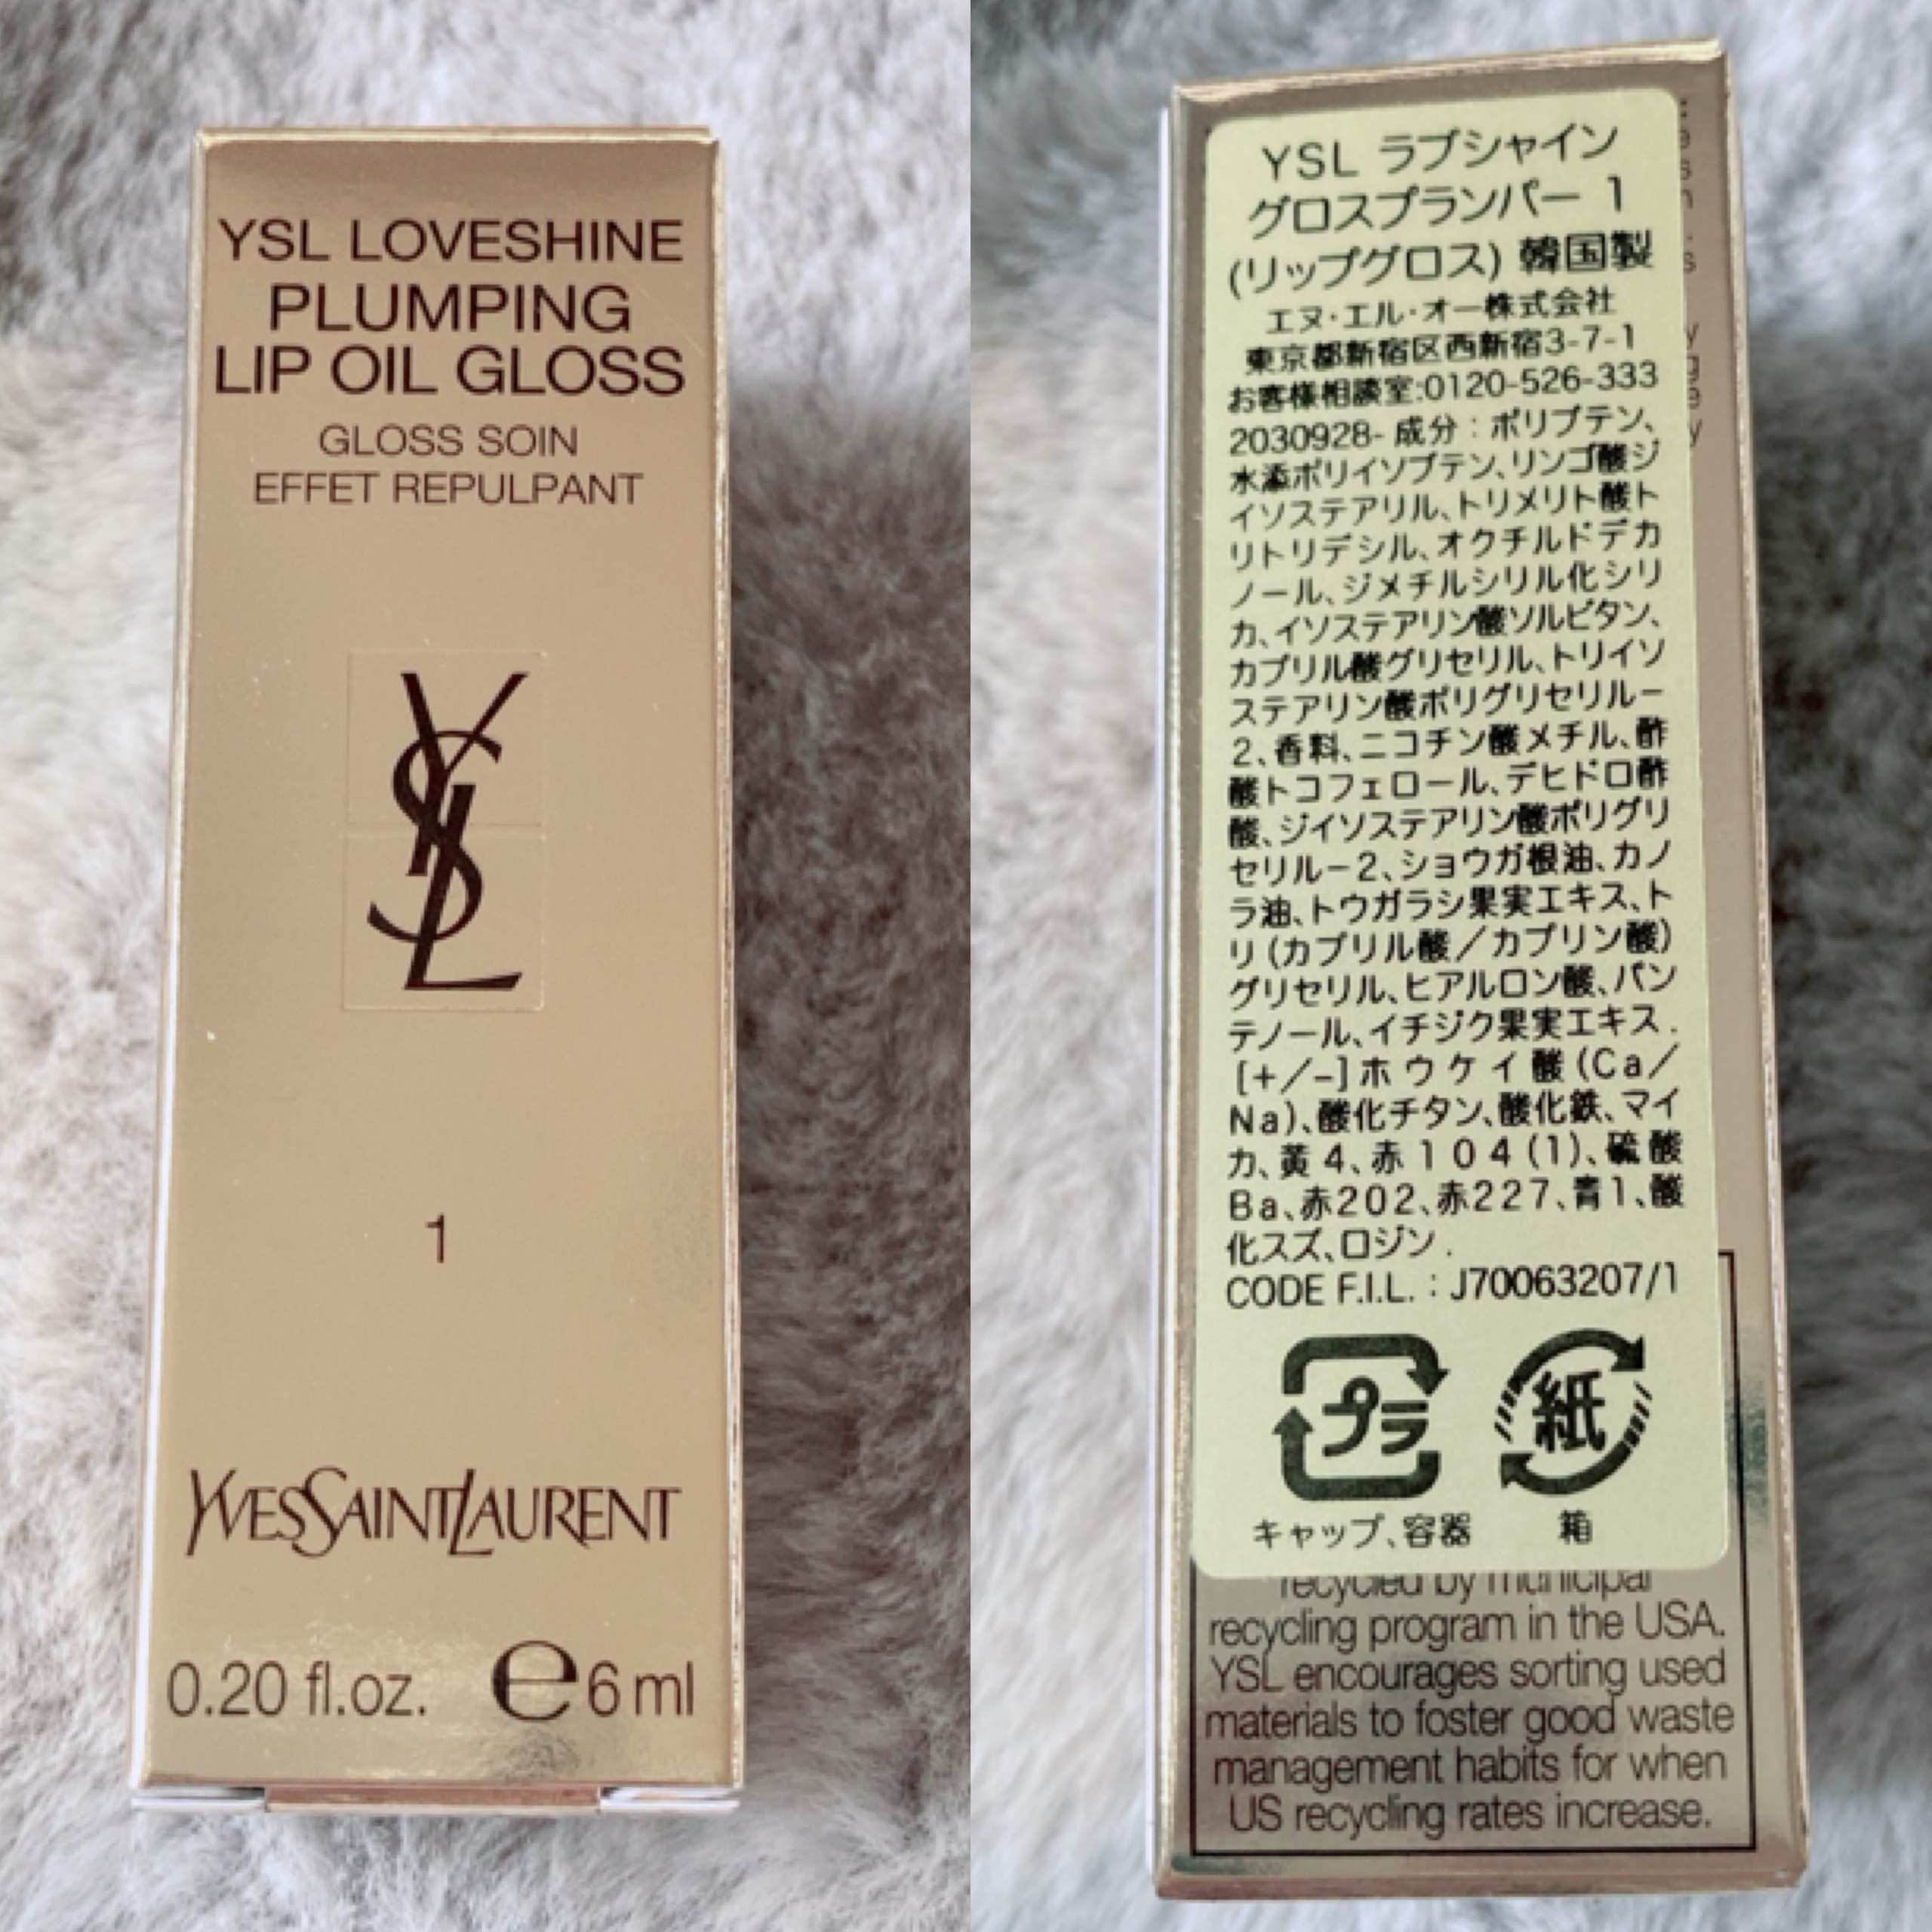 YSL LOVESHINE
PLUMPING
LIP OIL GLOSS
GLOSS SOIN
EFFET REPULPANT
YSL
1
YVESSAINTLAURENT
0.20 fl.oz. ℮6 ml
YSL ラブシャイン
グロスプランパー 1
(リップグロス) 韓国製
エヌ・エル・オー株式会社
東京都新宿区西新宿3-7-1
お客様相談室:0120-526-333
2030928- 成分：ポリブテン、
水添ポリイソブテン、リンゴ酸ジ
イソステアリル、トリメリト酸ト
リトリデシル、オクチルドデカ
ノール、ジメチルシリル化シリ
カ、イソステアリン酸ソルビタン、
カプリル酸グリセリル、トリイソ
ステアリン酸ポリグリセリル－
2、香料、ニコチン酸メチル、酢
酸トコフェロール、デヒドロ酢
酸、ジイソステアリン酸ポリグリ
セリル－2、ショウガ根油、カノ
ラ油、トウガラシ果実エキス、ト
リ（カプリル酸／カプリン酸）
グリセリル、ヒアルロン酸、パン
テノール、イチジク果実エキス．
[+／−]ホウケイ酸(Ca／
Na)、酸化チタン、酸化鉄、マイ
カ、黄4、赤104(1)、硫酸
Ba、赤202、赤227、青1、酸
化スズ、ロジン．
CODE F.I.L. : J70063207/1
プラ 紙
キャップ、容器 箱
recycled by municipal
recycling program in the USA.
YSL encourages sorting used
materials to foster good waste
management habits for when
US recycling rates increase.